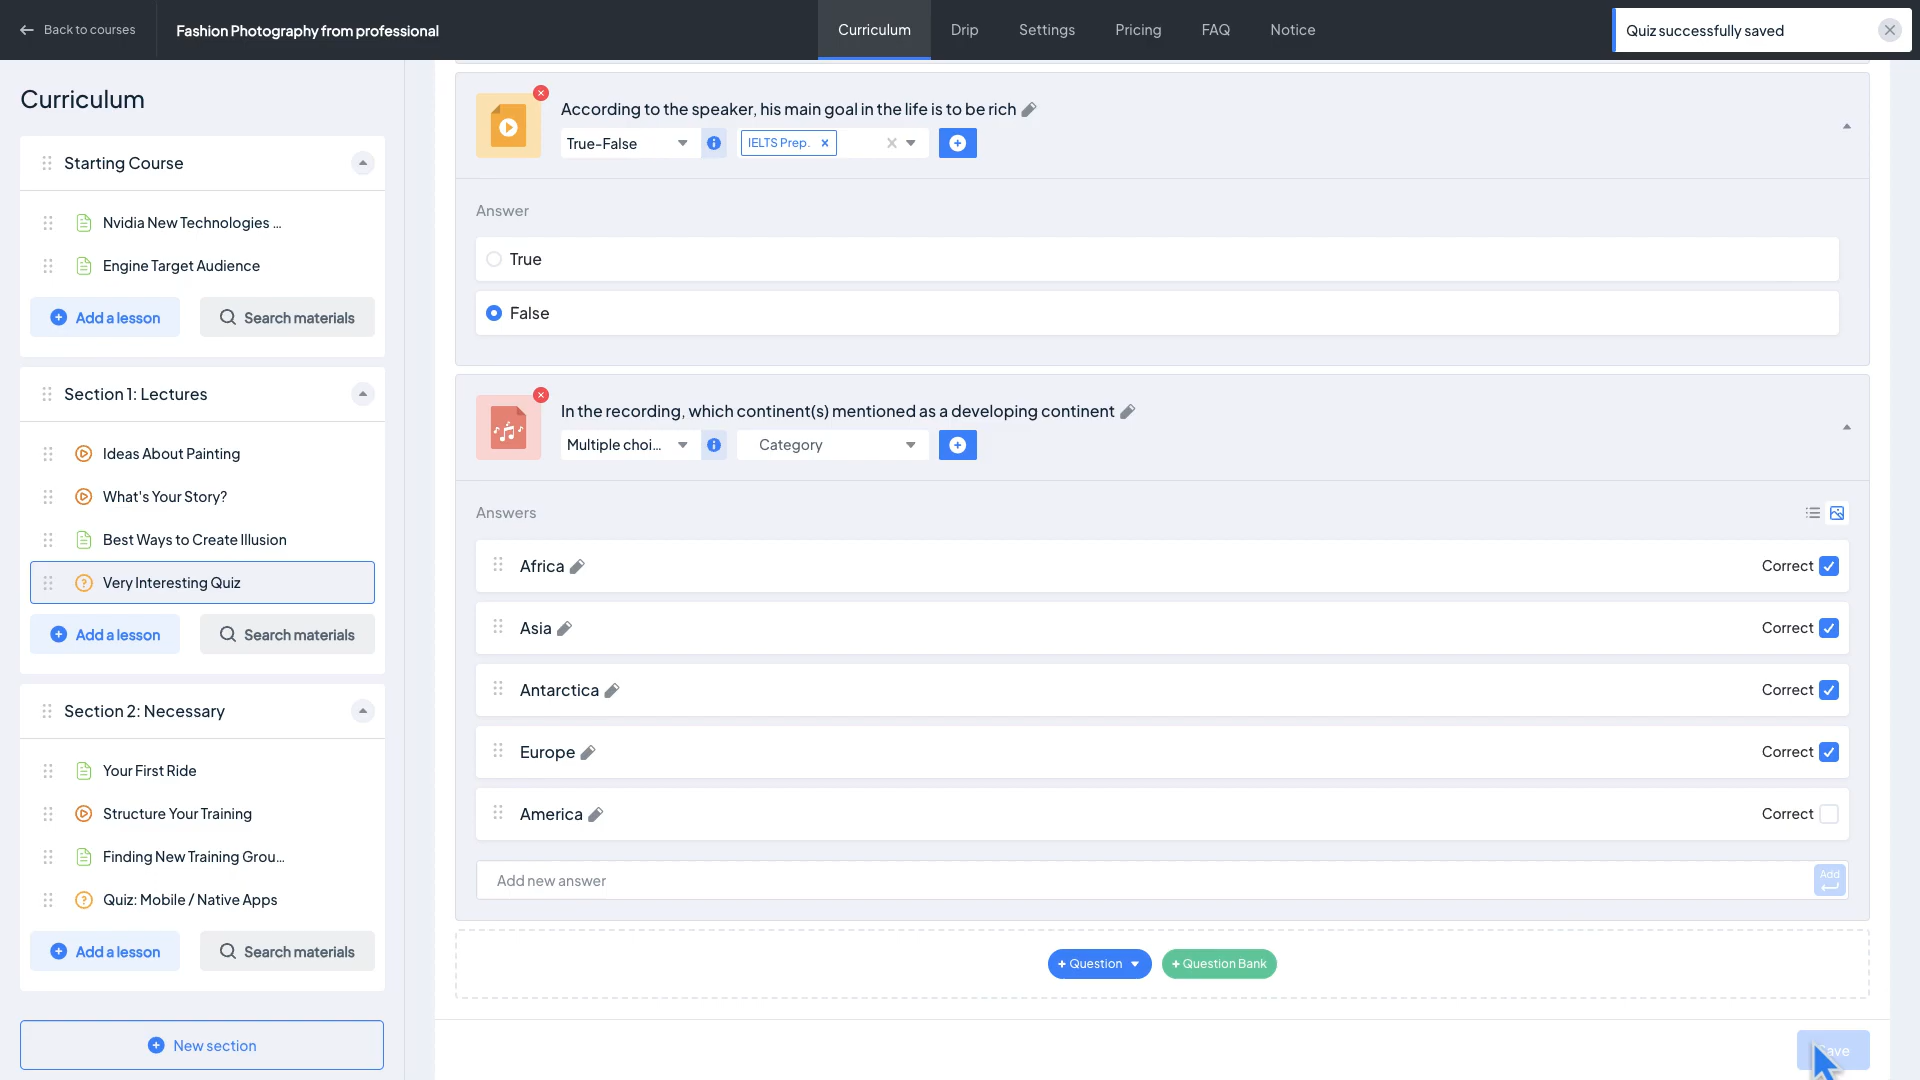 Back to courses
Fashion Photography from professional
Curriculum
Drip
Settings
Pricing
FAQ
Notice
Quiz successfully saved
Curriculum
Starting Course
Nvidia New Technologies ...
Engine Target Audience
Add a lesson
Search materials
Section 1: Lectures
Ideas About Painting
What's Your Story?
Best Ways to Create Illusion
Very Interesting Quiz
Add a lesson
Search materials
Section 2: Necessary
Your First Ride
Structure Your Training
Finding New Training Grou...
Quiz: Mobile / Native Apps
Add a lesson
Search materials
New section
According to the speaker, his main goal in the life is to be rich
True-False
IELTS Prep.
Answer
True
False
In the recording, which continent(s) mentioned as a developing continent
Multiple choi...
Category
Answers
Africa
Correct
Asia
Correct
Antarctica
Correct
Europe
Correct
America
Correct
Add new answer
Add
+ Question
+ Question Bank